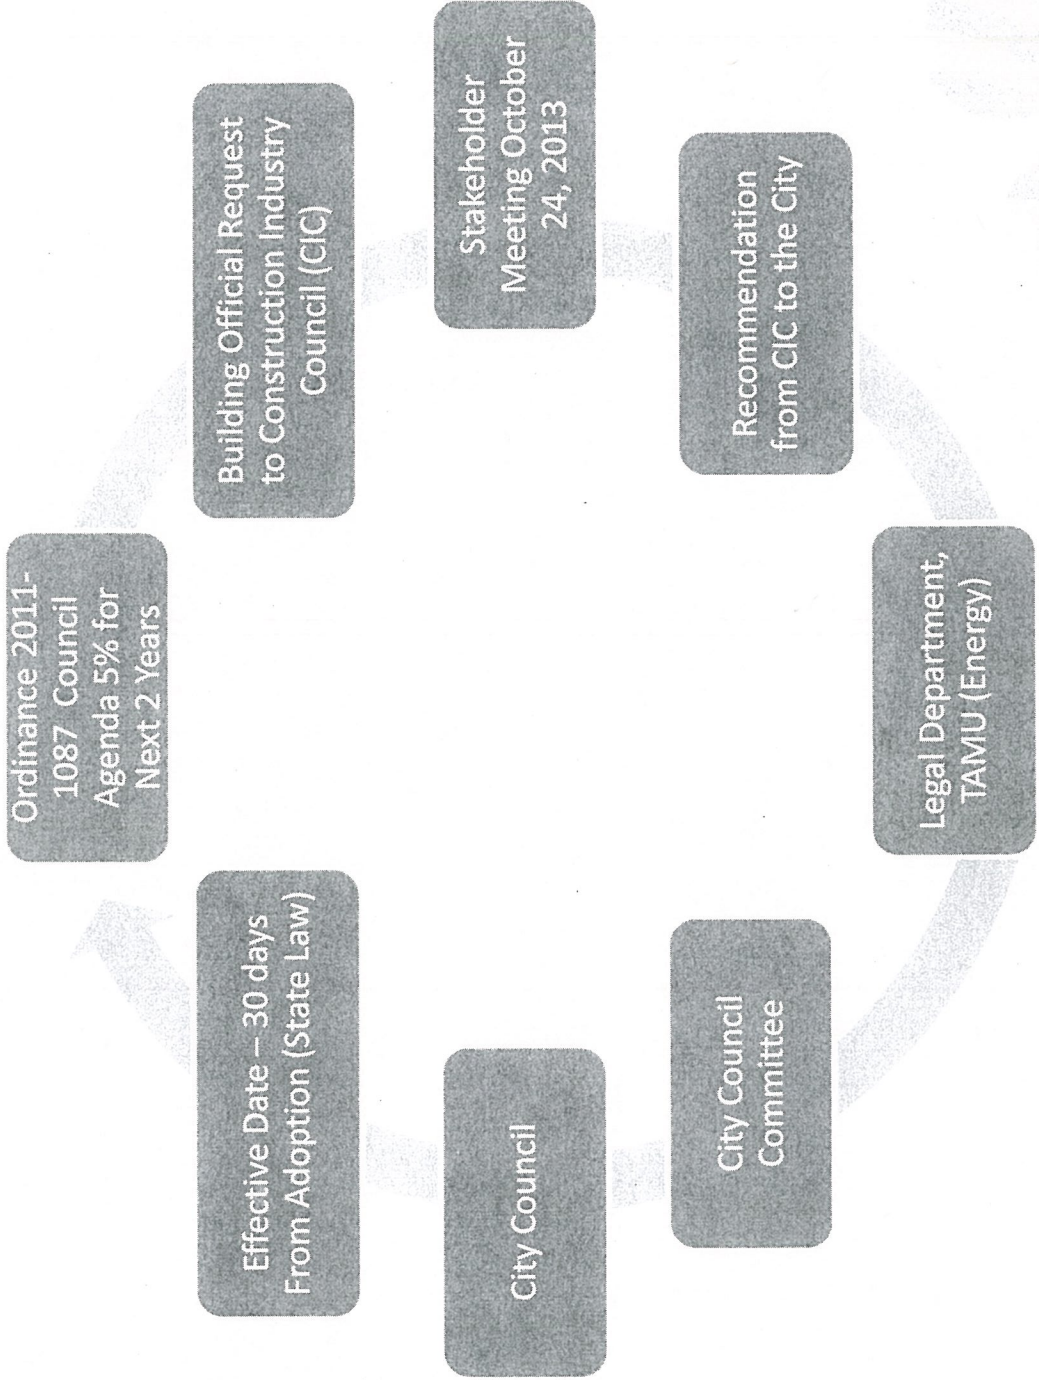 Ordinance 2011-
1087 Council
Agenda 5% for
Next 2 Years
Building Official Request
to Construction Industry
Council (CIC)
Stakeholder
Meeting October
24, 2013
Recommendation
from CIC to the City
Legal Department,
TAMU (Energy)
City Council
Committee
City Council
Effective Date – 30 days
From Adoption (State Law)